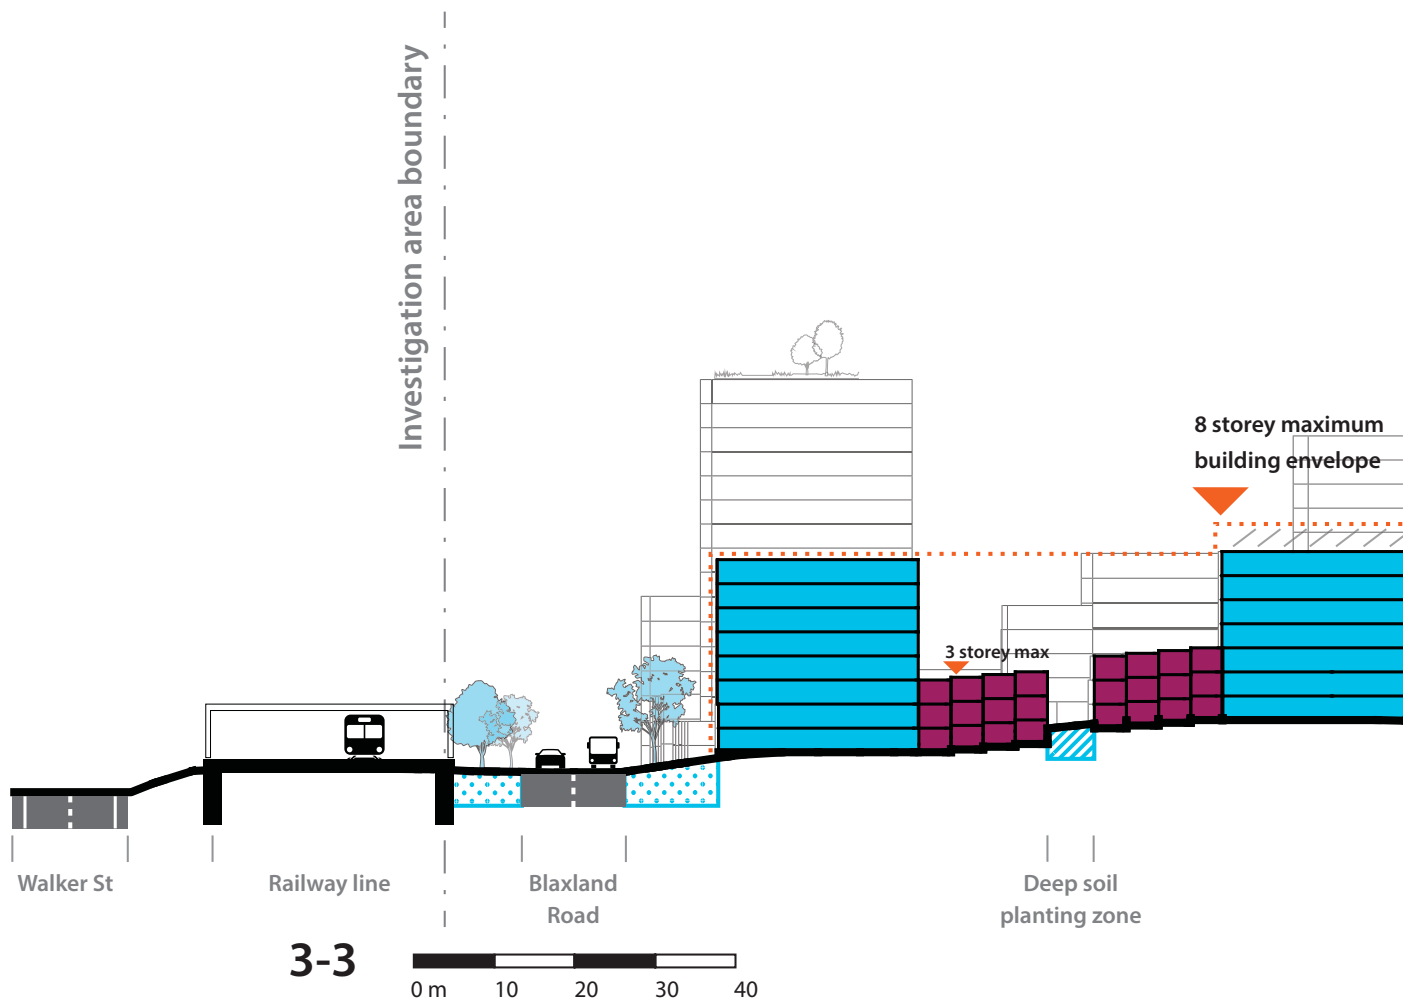 Investigation area boundary
8 storey maximum
building envelope
3 storey max
Walker St
Railway line
Blaxland
Road
Deep soil
planting zone
3-3
0 m 10 20 30 40